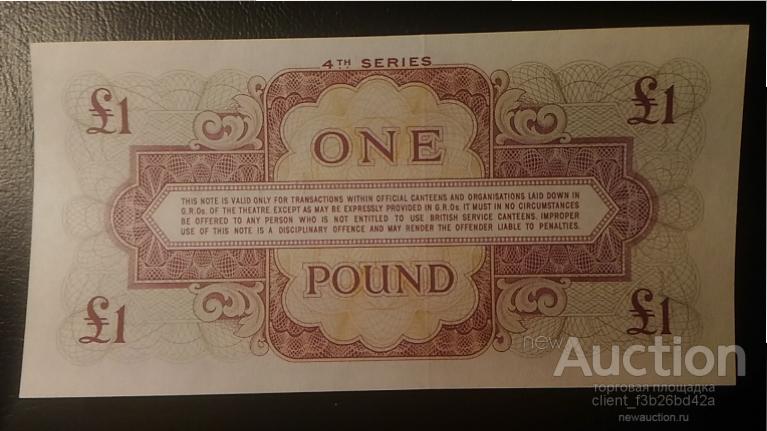 4TH SERIES
£1 £1
ONE
THIS NOTE IS VALID ONLY FOR TRANSACTIONS WITHIN OFFICIAL CANTEENS AND ORGANISATIONS LAID DOWN IN
G.R.Os. OF THE THEATRE EXCEPT AS MAY BE EXPRESSLY PROVIDED IN G.R.Os. IT MUST IN NO CIRCUMSTANCES
BE OFFERED TO ANY PERSON WHO IS NOT ENTITLED TO USE BRITISH SERVICE CANTEENS. IMPROPER
USE OF THIS NOTE IS A DISCIPLINARY OFFENCE AND MAY RENDER THE OFFENDER LIABLE TO PENALTIES.
POUND
£1 £1
newAuction
торговая площадка
client_f3b26bd42a
newauction.ru